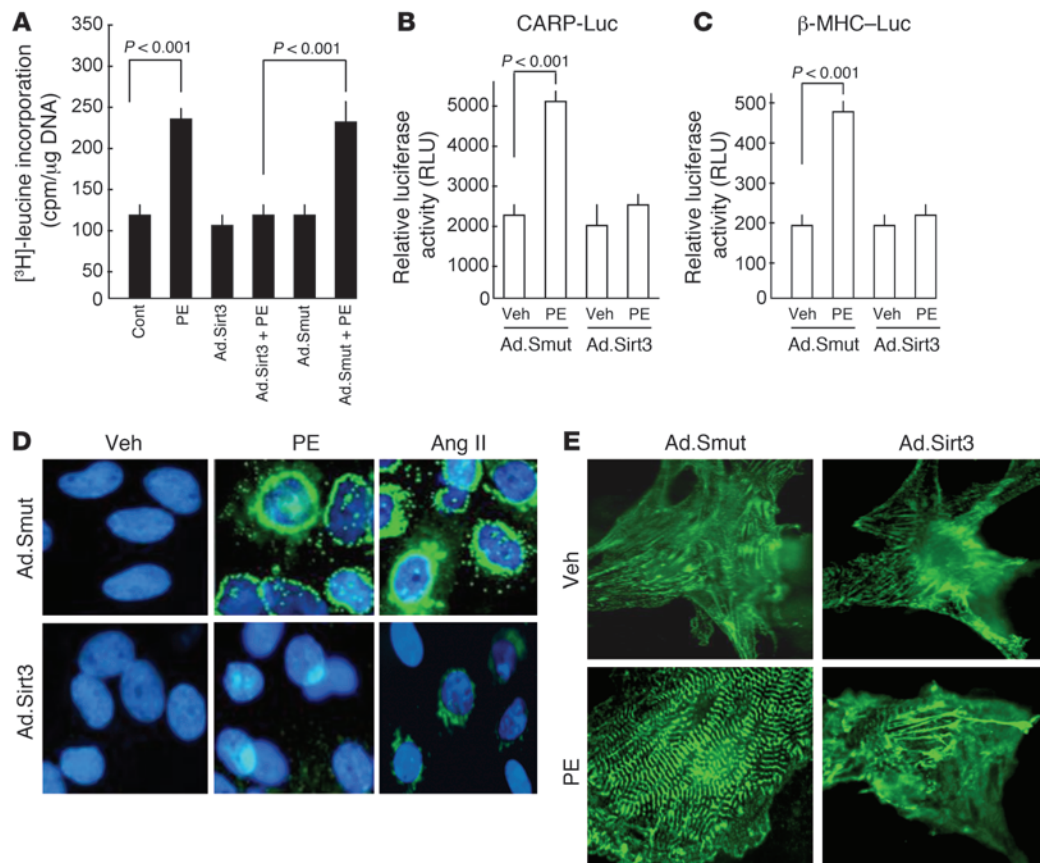 A
[³H]-leucine incorporation
(cpm/μg DNA)
350
300
250
200
150
100
50
P < 0.001
P < 0.001
Cont
PE
Ad.Sirt3
Ad.Sirt3 + PE
Ad.Smut
Ad.Smut + PE
B
CARP-Luc
Relative luciferase
activity (RLU)
5000
4000
3000
2000
1000
0
P < 0.001
Veh PE Veh PE
Ad.Smut Ad.Sirt3
C
β-MHC–Luc
Relative luciferase
activity (RLU)
500
400
300
200
100
0
P < 0.001
Veh PE Veh PE
Ad.Smut Ad.Sirt3
D
Veh PE Ang II
Ad.Smut
Ad.Sirt3
E
Ad.Smut Ad.Sirt3
Veh
PE